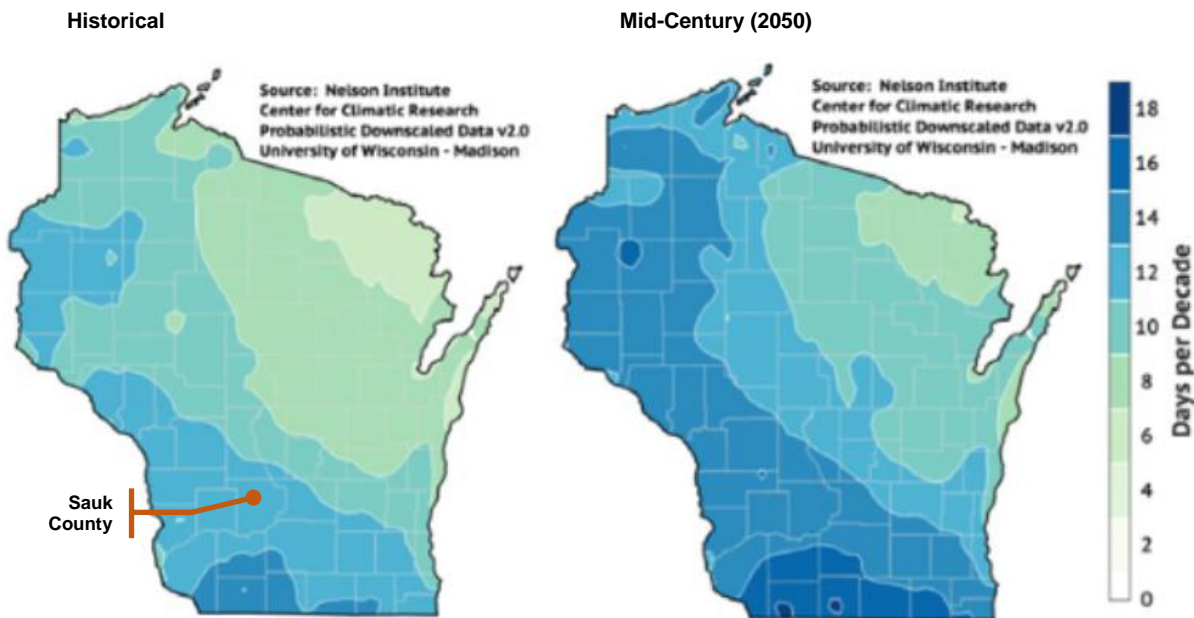 Historical
Mid-Century (2050)
Source: Nelson Institute
Center for Climatic Research
Probabilistic Downscaled Data v2.0
University of Wisconsin - Madison
Source: Nelson Institute
Center for Climatic Research
Probabilistic Downscaled Data v2.0
University of Wisconsin - Madison
18
16
14
12
10
8
6
4
2
0
Days per Decade
Sauk
County